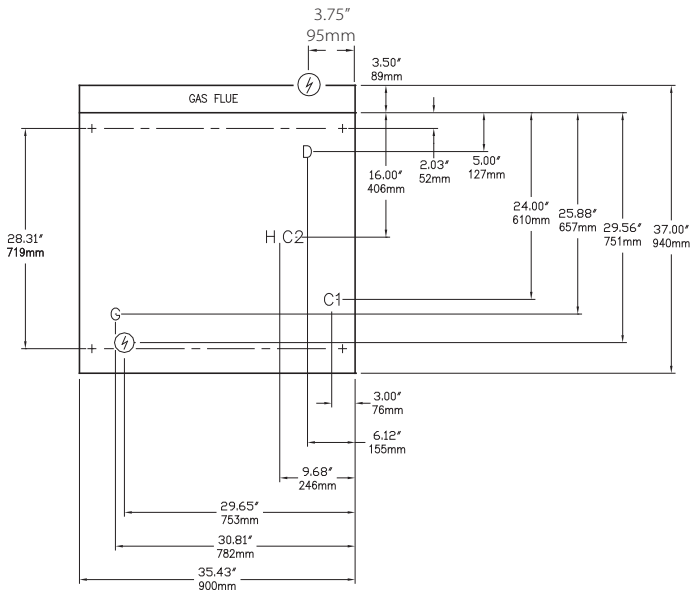 3.75″
95mm
3.50″
89mm
GAS FLUE
D
2.03″
52mm
5.00″
127mm
16.00″
406mm
24.00″
610mm
25.88″
657mm
29.56″
751mm
37.00″
940mm
28.31″
719mm
H C2
C1
G
3.00″
76mm
6.12″
155mm
9.68″
246mm
29.65″
753mm
30.81″
782mm
35.43″
900mm